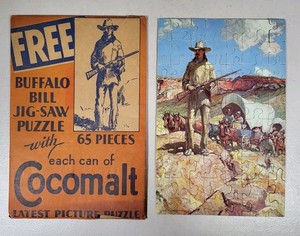 FREE
BUFFALO
BILL
JIG-SAW
PUZZLE
with 65 PIECES
each can of
Cocomalt
LATEST PICTURE PUZZLE